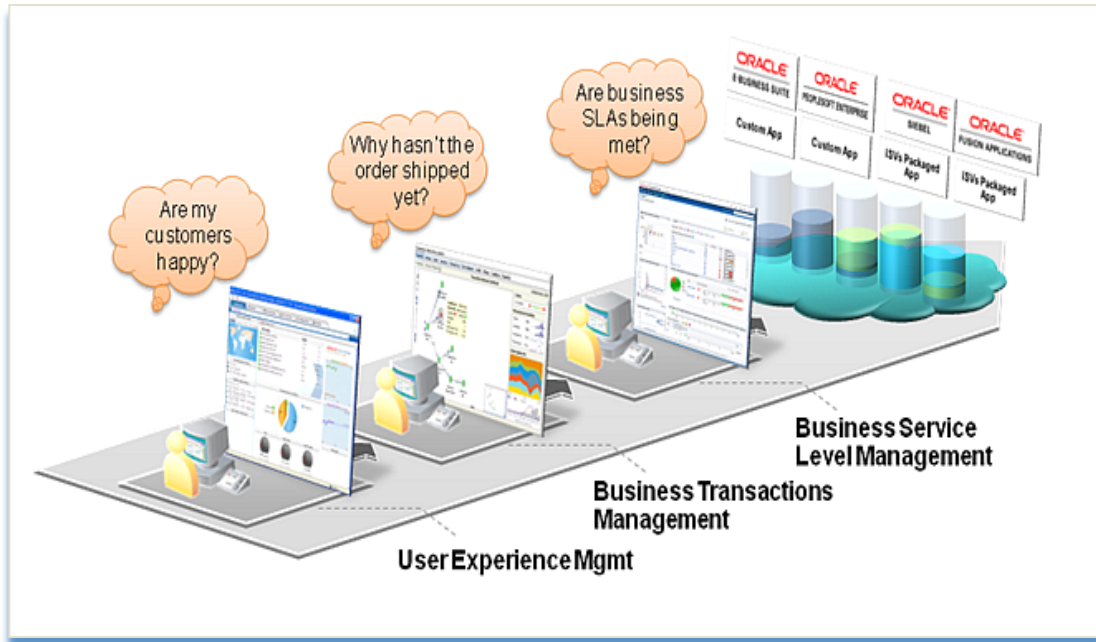 Are my
customers
happy?
Why hasn't the
order shipped
yet?
Are business
SLAs being
met?
ORACLE
E-BUSINESS SUITE
Custom App
ORACLE
PEOPLESOFT ENTERPRISE
Custom App
ORACLE
SIEBEL
ISVs Packaged
App
ORACLE
FUSION APPLICATIONS
ISVs Packaged
App
Business Service
Level Management
Business Transactions
Management
User Experience Mgmt